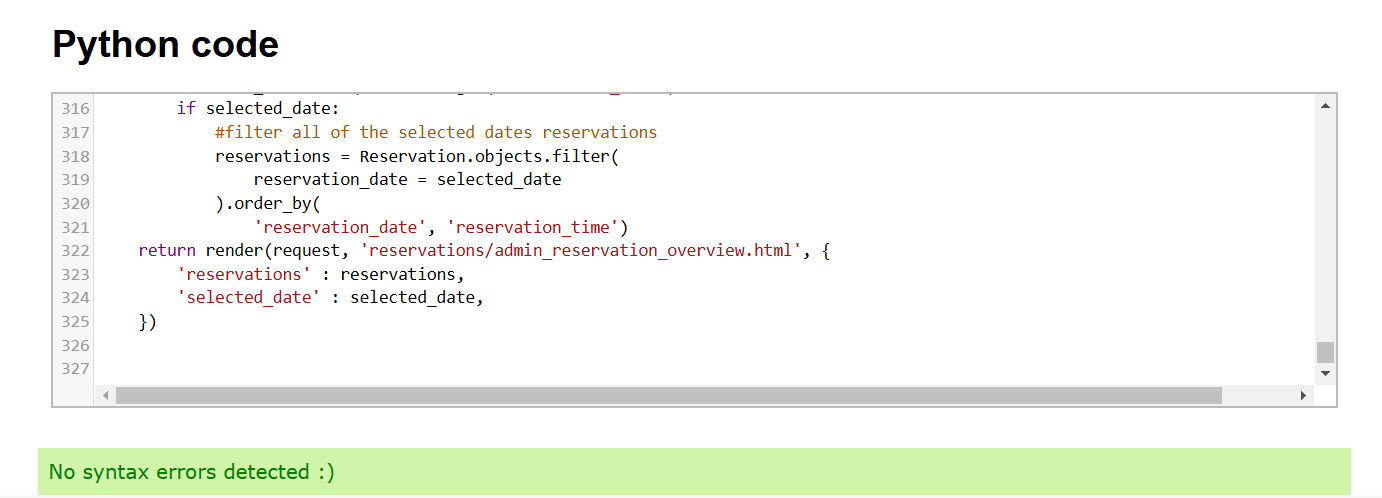 Python code
316 if selected_date:
317 #filter all of the selected dates reservations
318 reservations = Reservation.objects.filter(
319 reservation_date = selected_date
320 ).order_by(
321 'reservation_date', 'reservation_time')
322 return render(request, 'reservations/admin_reservation_overview.html', {
323 'reservations' : reservations,
324 'selected_date' : selected_date,
325 })
326
327
No syntax errors detected :)